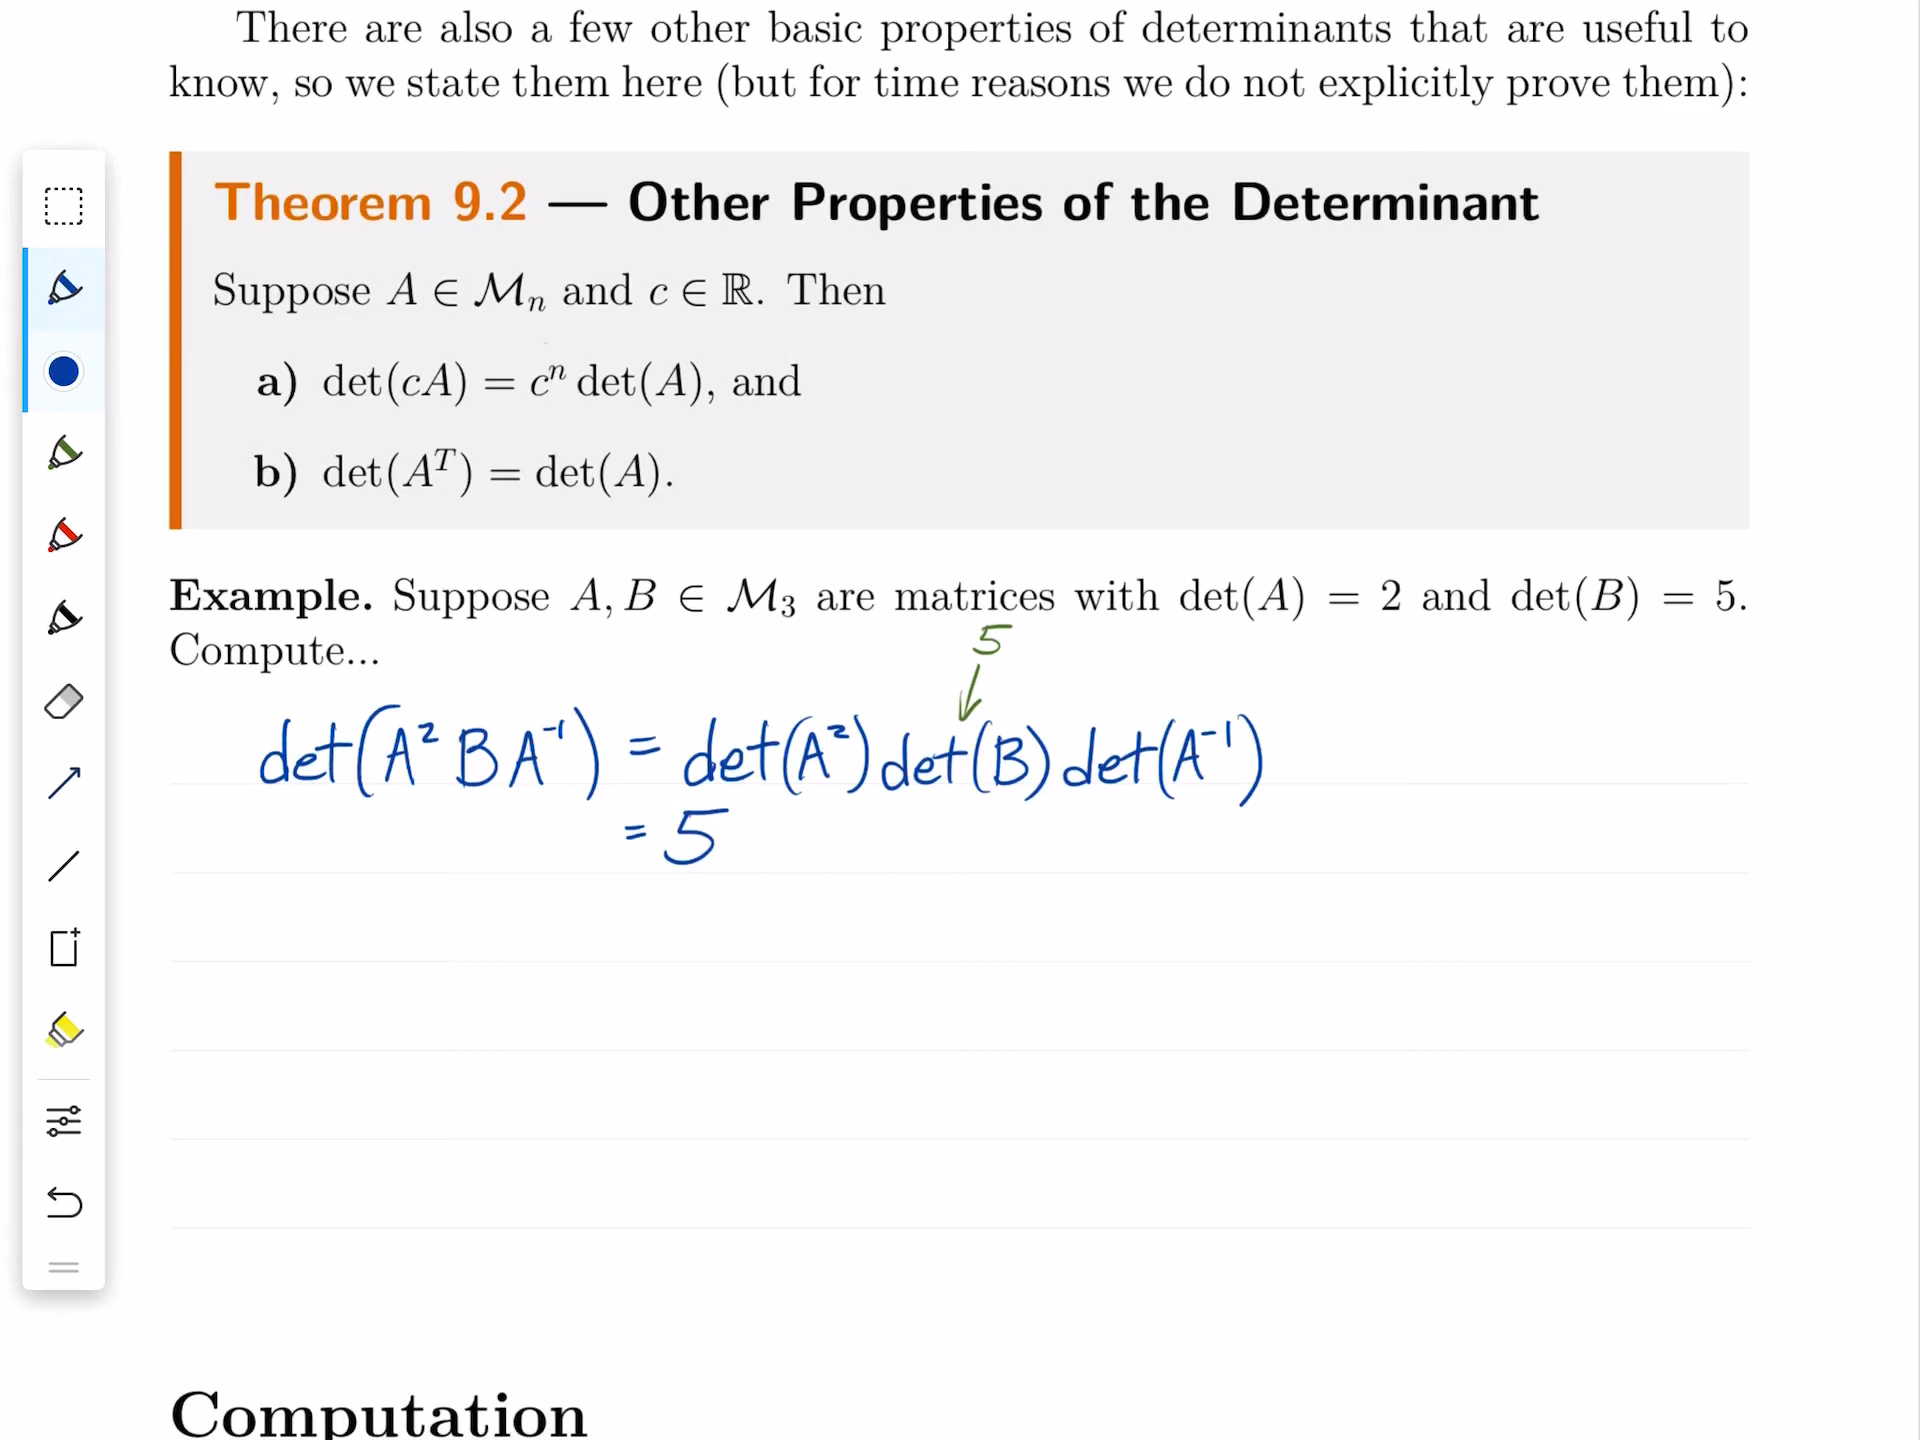 There are also a few other basic properties of determinants that are useful to
know, so we state them here (but for time reasons we do not explicitly prove them):
Theorem 9.2 — Other Properties of the Determinant
Suppose A ∈ ℳₙ and c ∈ ℝ. Then
a) det(cA) = cⁿ det(A), and
b) det(Aᵀ) = det(A).
Example. Suppose A, B ∈ ℳ₃ are matrices with det(A) = 2 and det(B) = 5.
Compute...
5
det(A² B A⁻¹) = det(A²) det(B) det(A⁻¹)
= 5
Computation